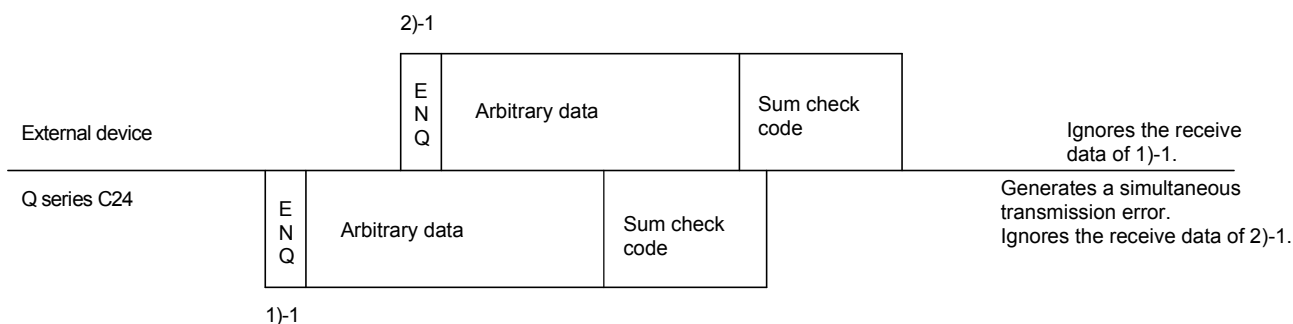 2)-1
E
N
Q
Arbitrary data
Sum check
code
External device
Ignores the receive
data of 1)-1.
Q series C24
E
N
Q
Arbitrary data
Sum check
code
Generates a simultaneous
transmission error.
Ignores the receive data of 2)-1.
1)-1